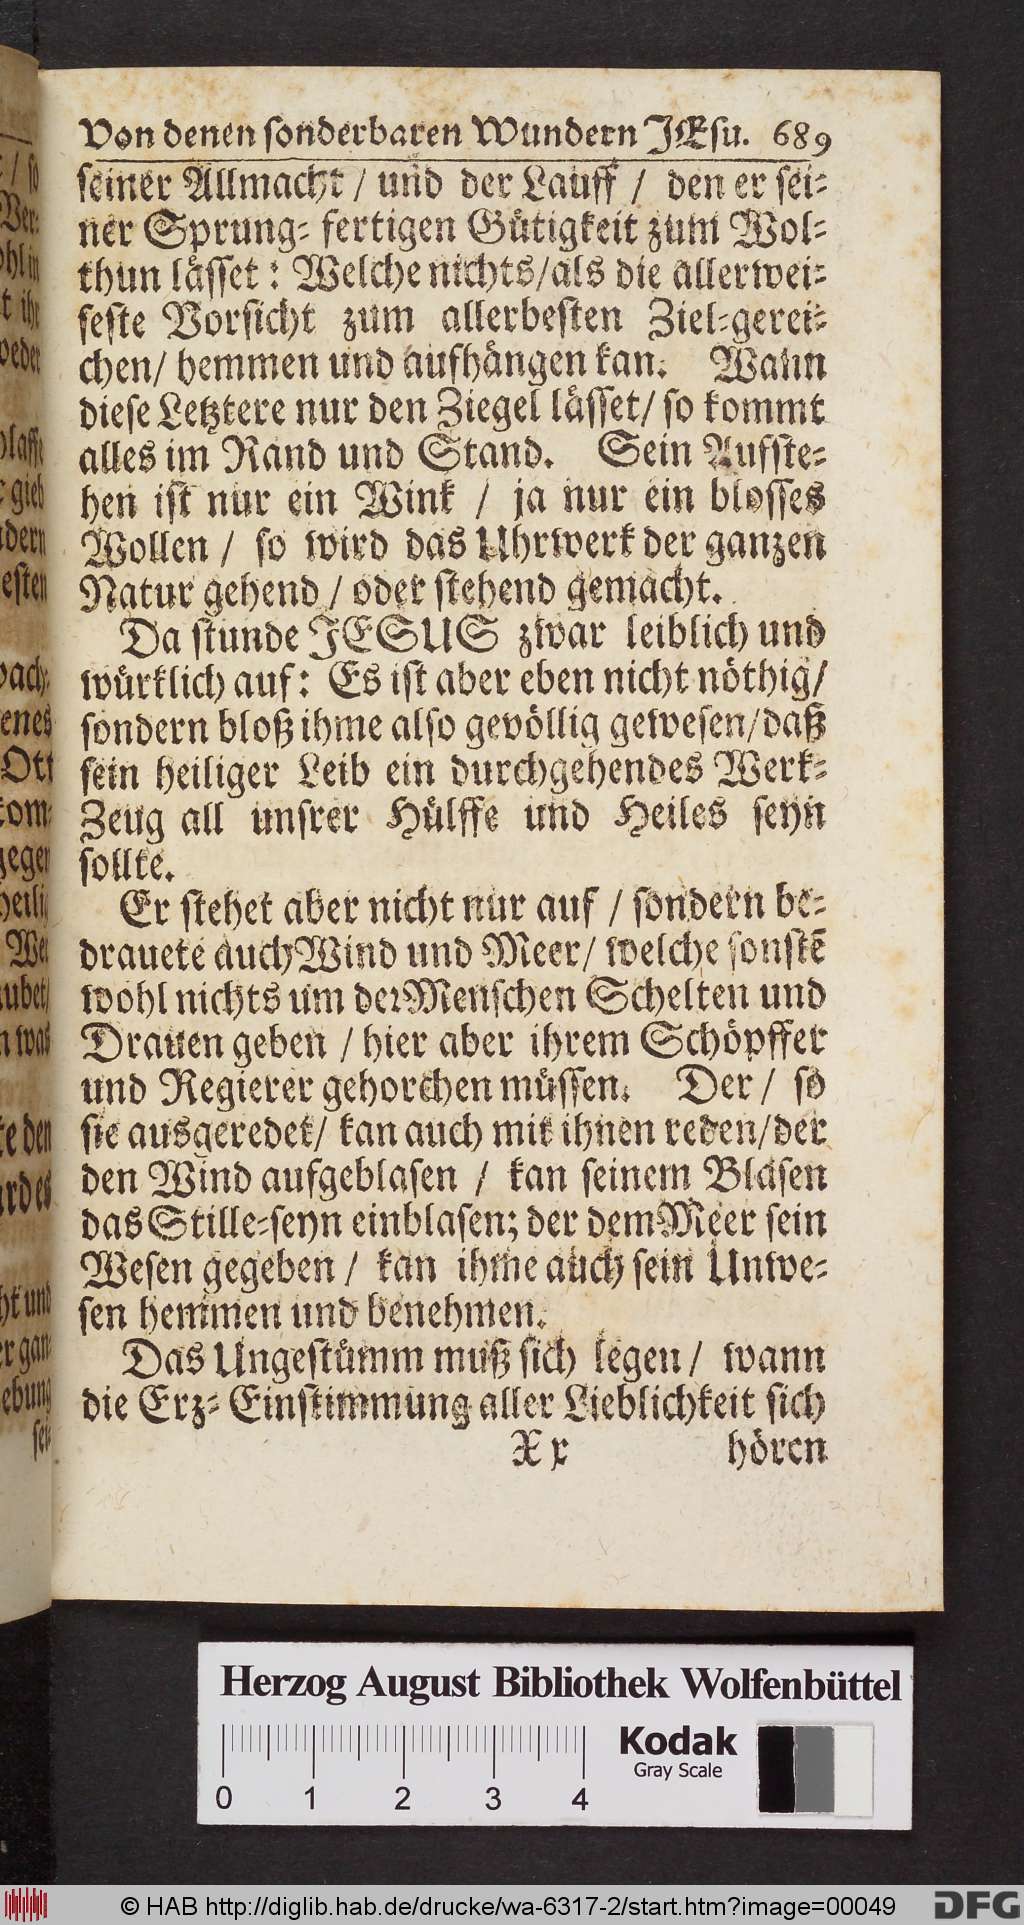 Von denen sonderbaren Wundern JEsu. 689
seiner Allmacht / und der Lauff / den er sei-
ner Sprung- fertigen Gütigkeit zum Wol-
thun lässet: Welche nichts/als die allerwei-
seste Vorsicht zum allerbesten Ziel-gerei-
chen/ hemmen und aufhängen kan. Wann
diese Letztere nur den Ziegel lässet/ so kommt
alles im Rand und Stand. Sein Aufste-
hen ist nur ein Wink / ja nur ein blosses
Wollen / so wird das Uhrwerk der ganzen
Natur gehend / oder stehend gemacht.
Da stunde JESUS zwar leiblich und
würklich auf: Es ist aber eben nicht nöthig/
sondern bloß ihme also gevöllig gewesen/daß
sein heiliger Leib ein durchgehendes Werk-
Zeug all unsrer Hülffe und Heiles seyn
sollte.
Er stehet aber nicht nur auf / sondern be-
drauete auch Wind und Meer/ welche sonstẽ
wohl nichts um der Menschen Schelten und
Drauen geben / hier aber ihrem Schöpffer
und Regierer gehorchen müssen. Der / so
sie ausgeredet/ kan auch mit ihnen reden/der
den Wind aufgeblasen / kan seinem Blasen
das Stille-seyn einblasen; der dem Meer sein
Wesen gegeben / kan ihme auch sein Unwe-
sen hemmen und benehmen.
Das Ungestümm muß sich legen / wann
die Erz- Einstimmung aller Lieblichkeit sich
Xx hören
Herzog August Bibliothek Wolfenbüttel
Kodak
Gray Scale
0 1 2 3 4
© HAB http://diglib.hab.de/drucke/wa-6317-2/start.htm?image=00049
DFG